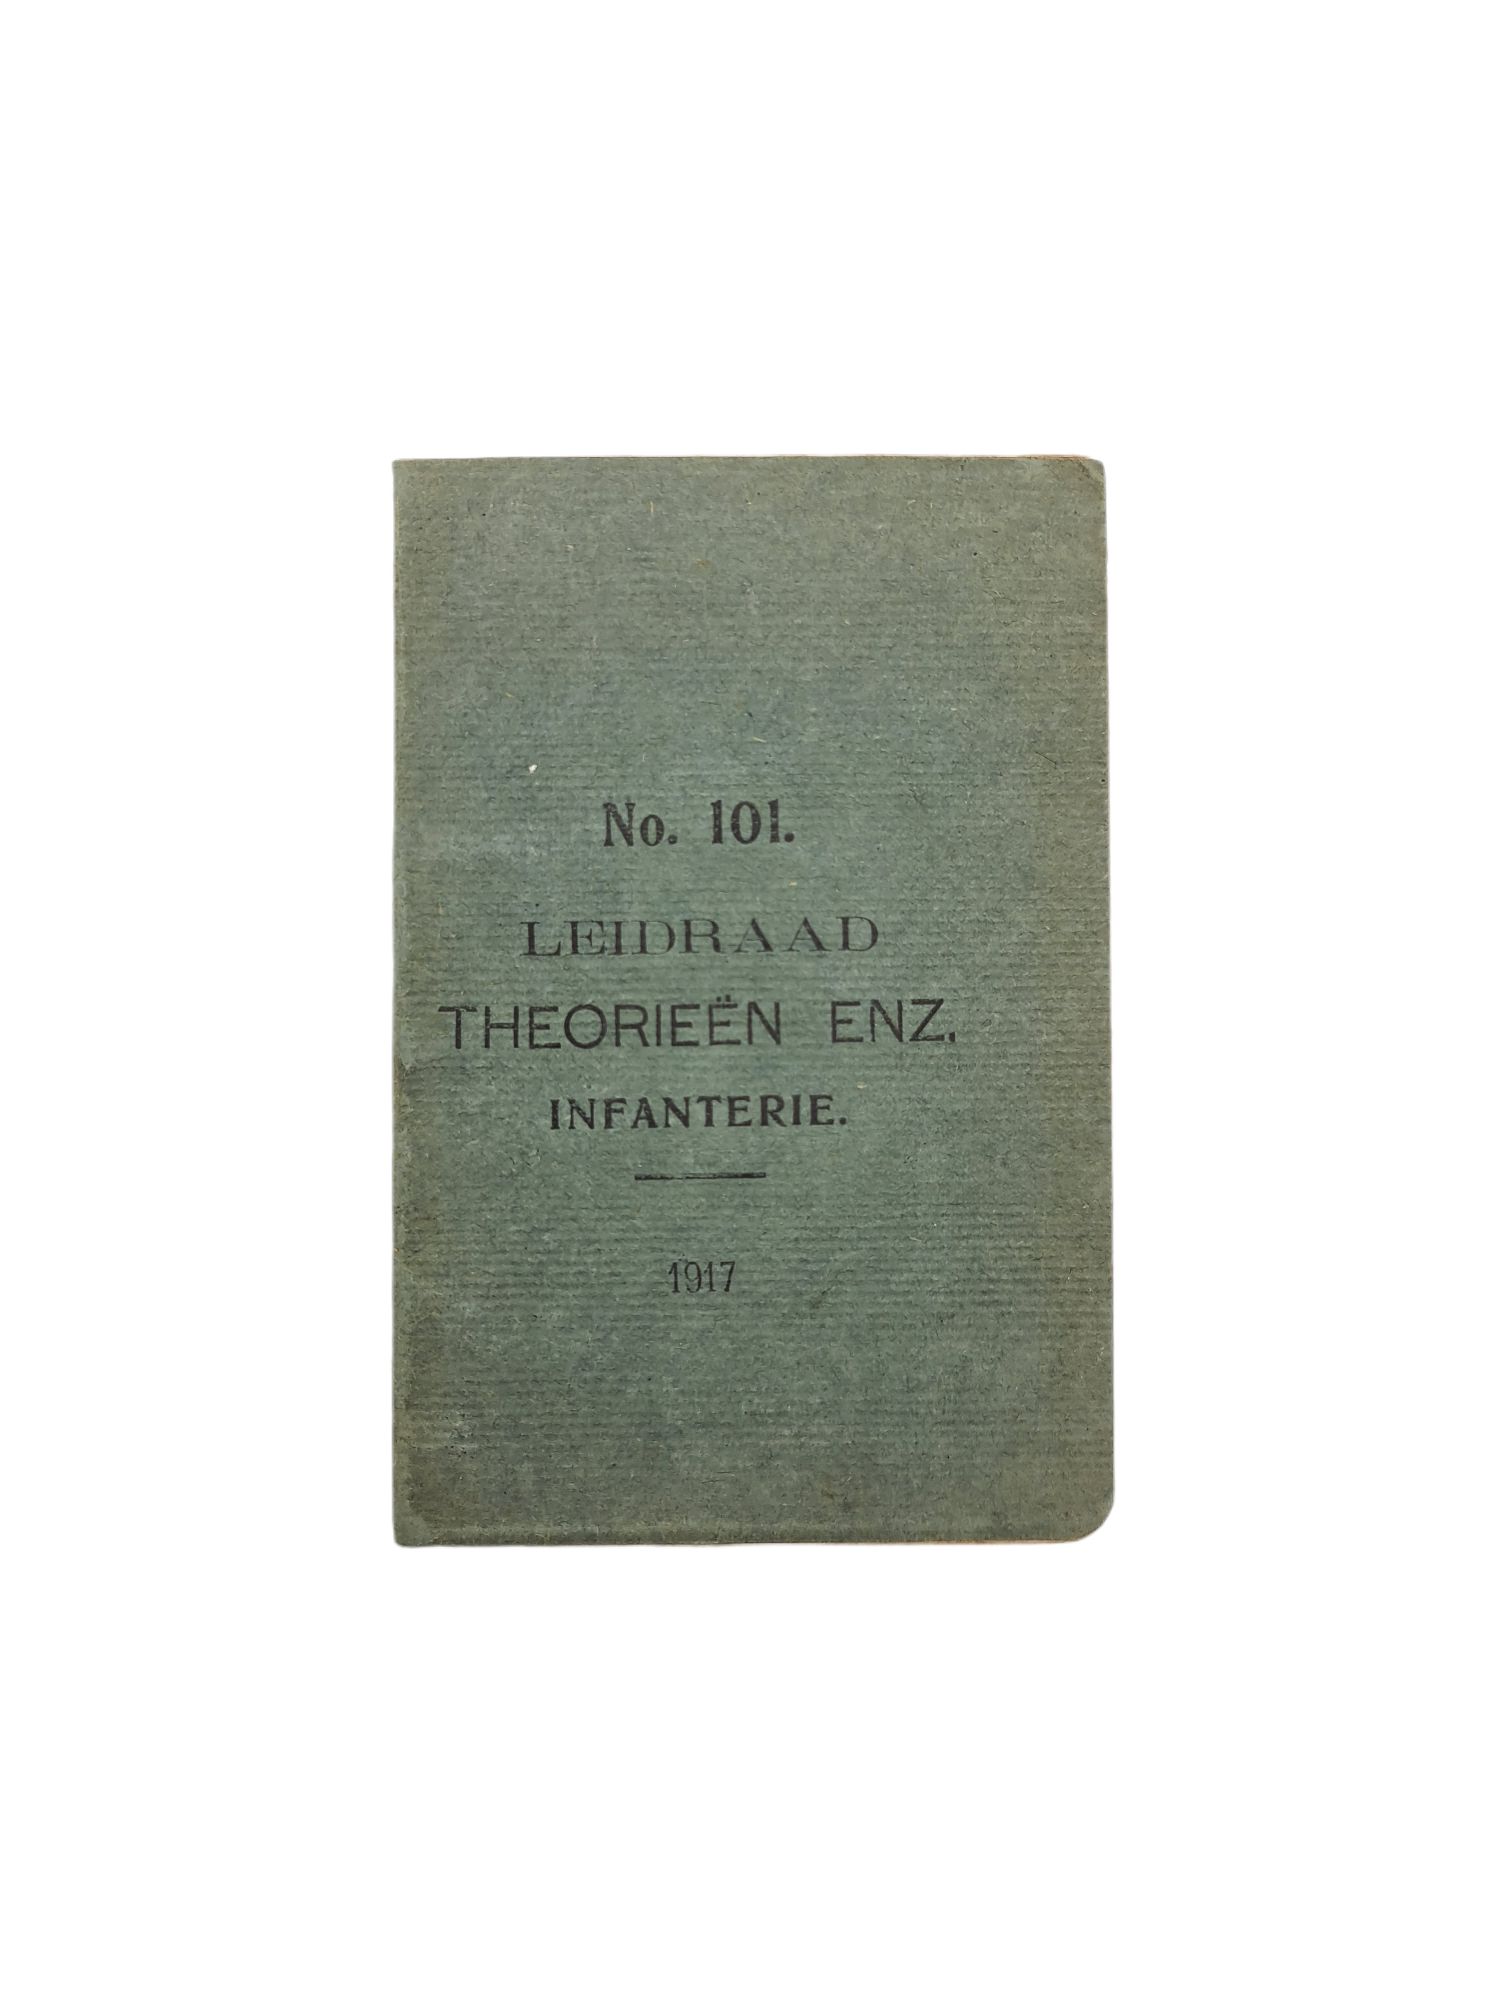 No. 101.
LEIDRAAD
THEORIEËN ENZ.
INFANTERIE.
1917